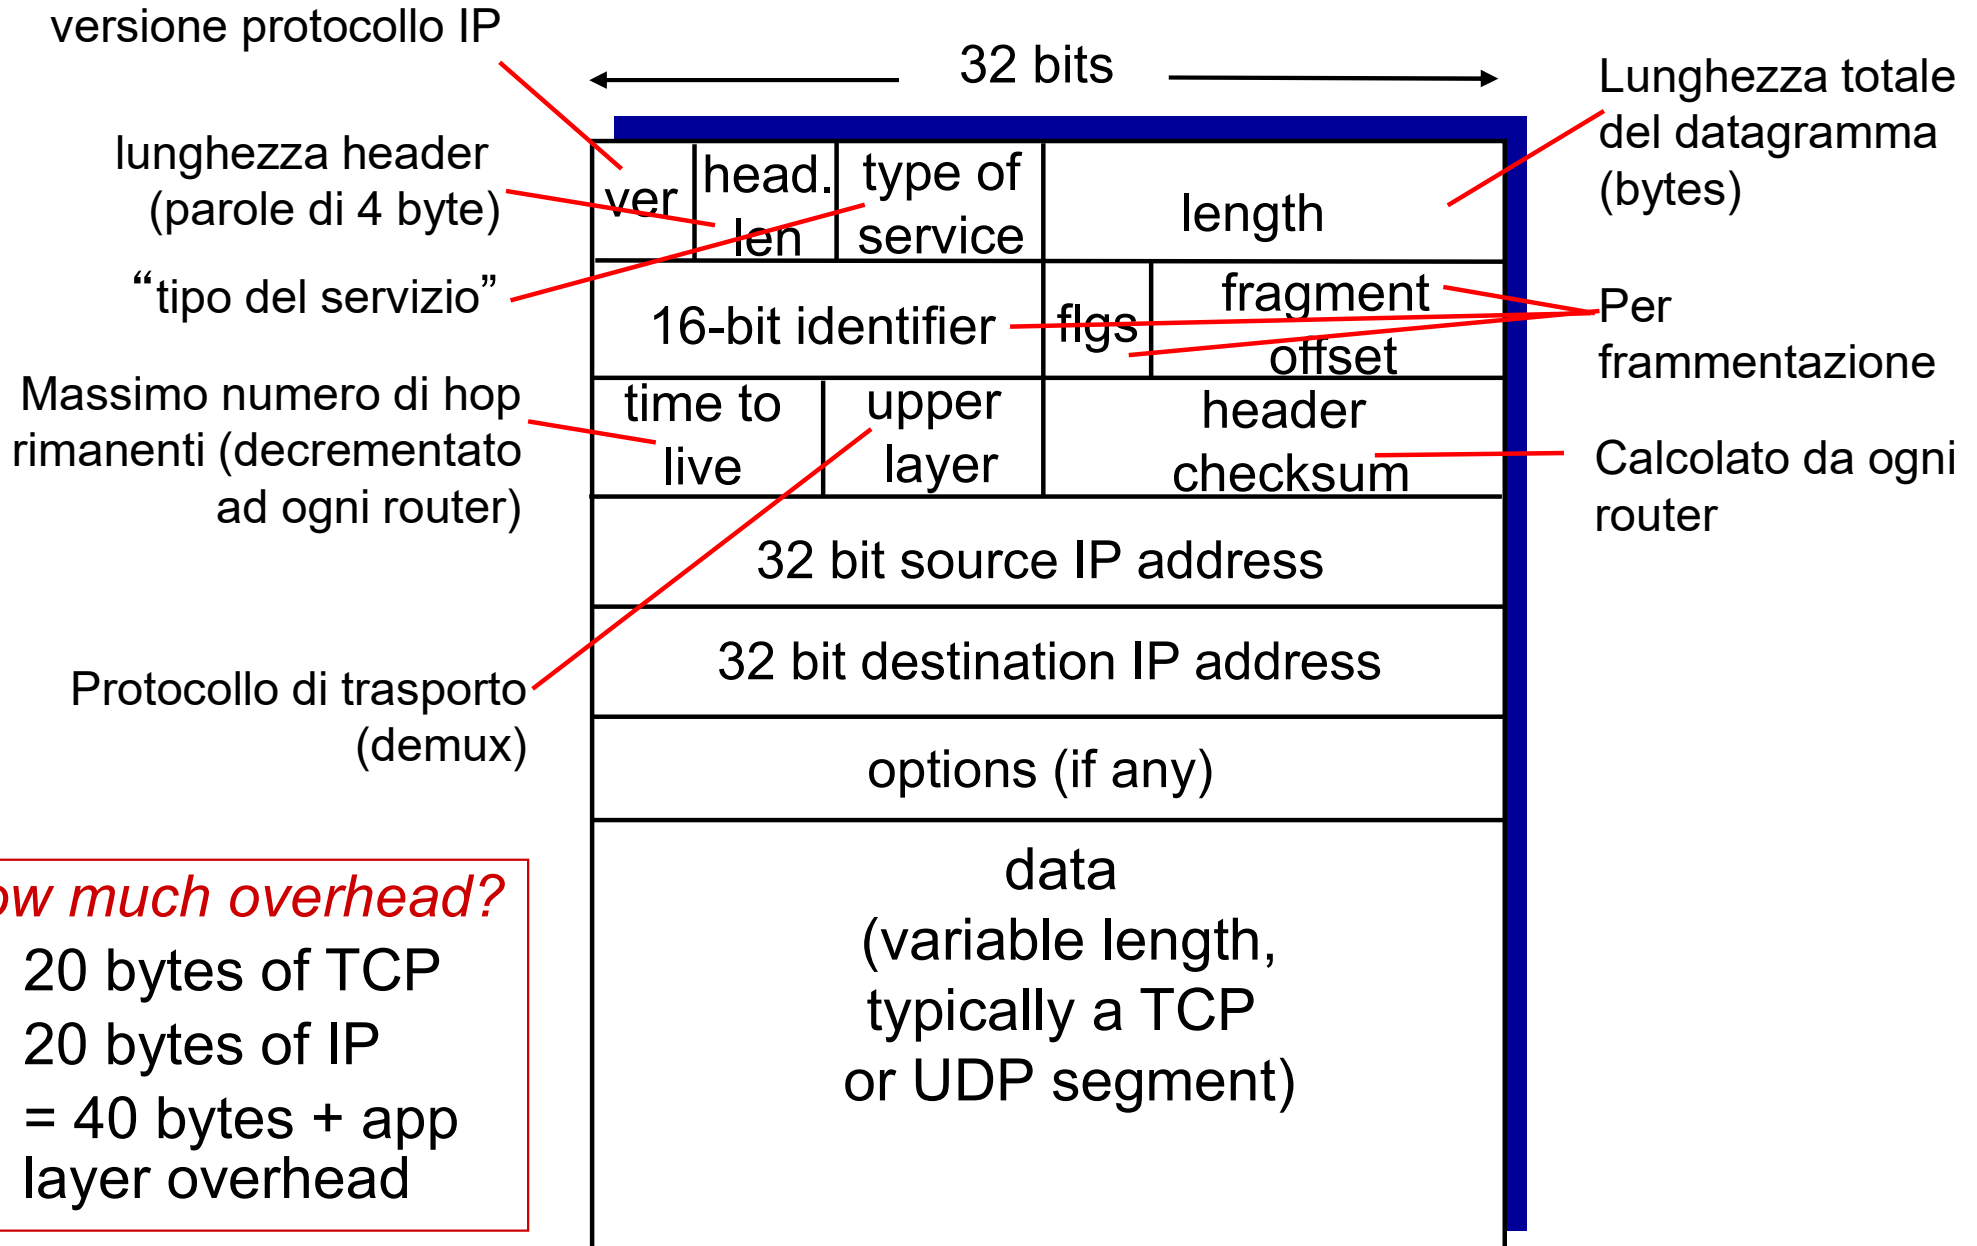 versione protocollo IP
32 bits
Lunghezza totale
del datagramma
(bytes)
lunghezza header
(parole di 4 byte)
“tipo del servizio”
ver
head.
len
type of
service
length
16-bit identifier
flgs
fragment
offset
Per
frammentazione
Massimo numero di hop
rimanenti (decrementato
ad ogni router)
time to
live
upper
layer
header
checksum
Calcolato da ogni
router
32 bit source IP address
32 bit destination IP address
Protocollo di trasporto
(demux)
options (if any)
data
(variable length,
typically a TCP
or UDP segment)
much overhead?
20 bytes of TCP
20 bytes of IP
= 40 bytes + app
layer overhead